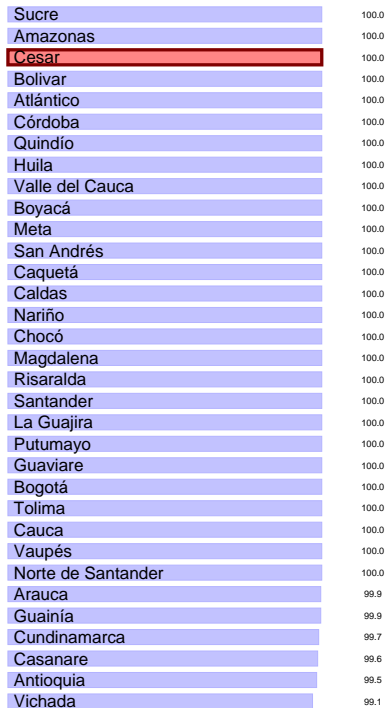 Sucre 100.0
Amazonas 100.0
Cesar 100.0
Bolivar 100.0
Atlántico 100.0
Córdoba 100.0
Quindío 100.0
Huila 100.0
Valle del Cauca 100.0
Boyacá 100.0
Meta 100.0
San Andrés 100.0
Caquetá 100.0
Caldas 100.0
Nariño 100.0
Chocó 100.0
Magdalena 100.0
Risaralda 100.0
Santander 100.0
La Guajira 100.0
Putumayo 100.0
Guaviare 100.0
Bogotá 100.0
Tolima 100.0
Cauca 100.0
Vaupés 100.0
Norte de Santander 100.0
Arauca 99.9
Guainía 99.9
Cundinamarca 99.7
Casanare 99.6
Antioquia 99.5
Vichada 99.1